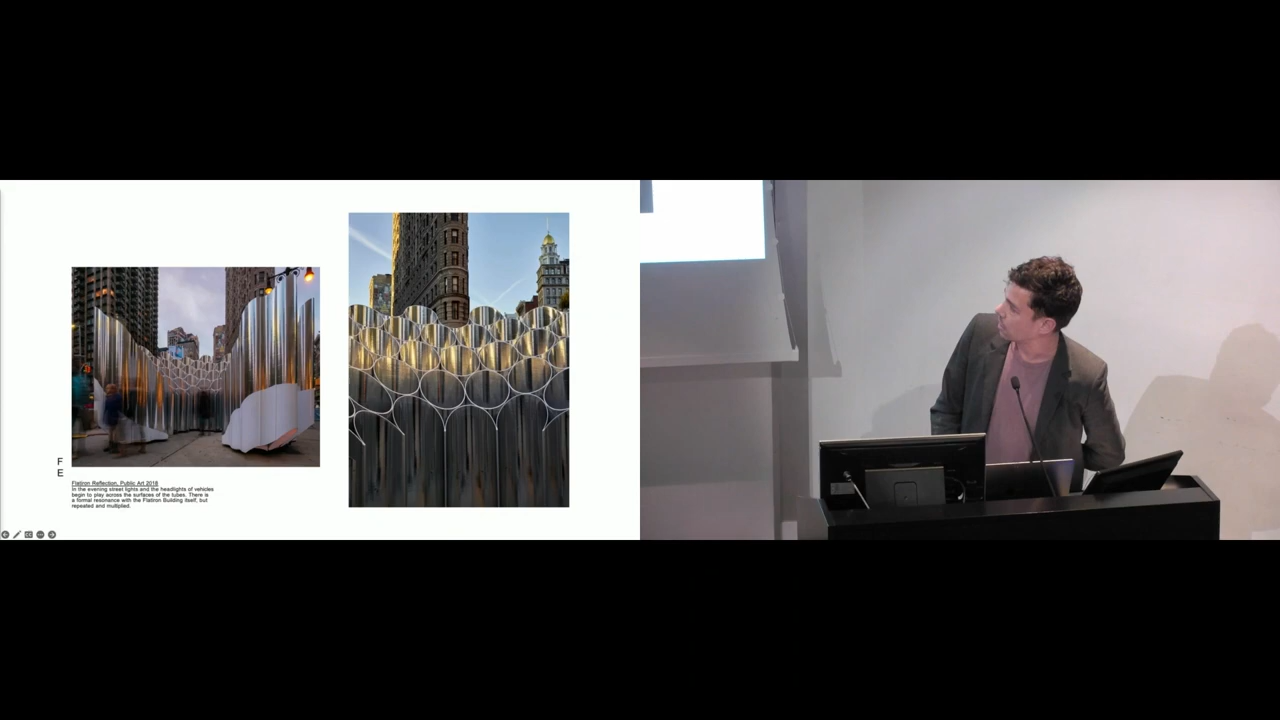 F
E
Flatiron Reflection, Public Art 2018
In the evening street lights and the headlights of vehicles
begin to play across the surfaces of the tubes. There is
a formal resonance with the Flatiron Building itself, but
repeated and multiplied.